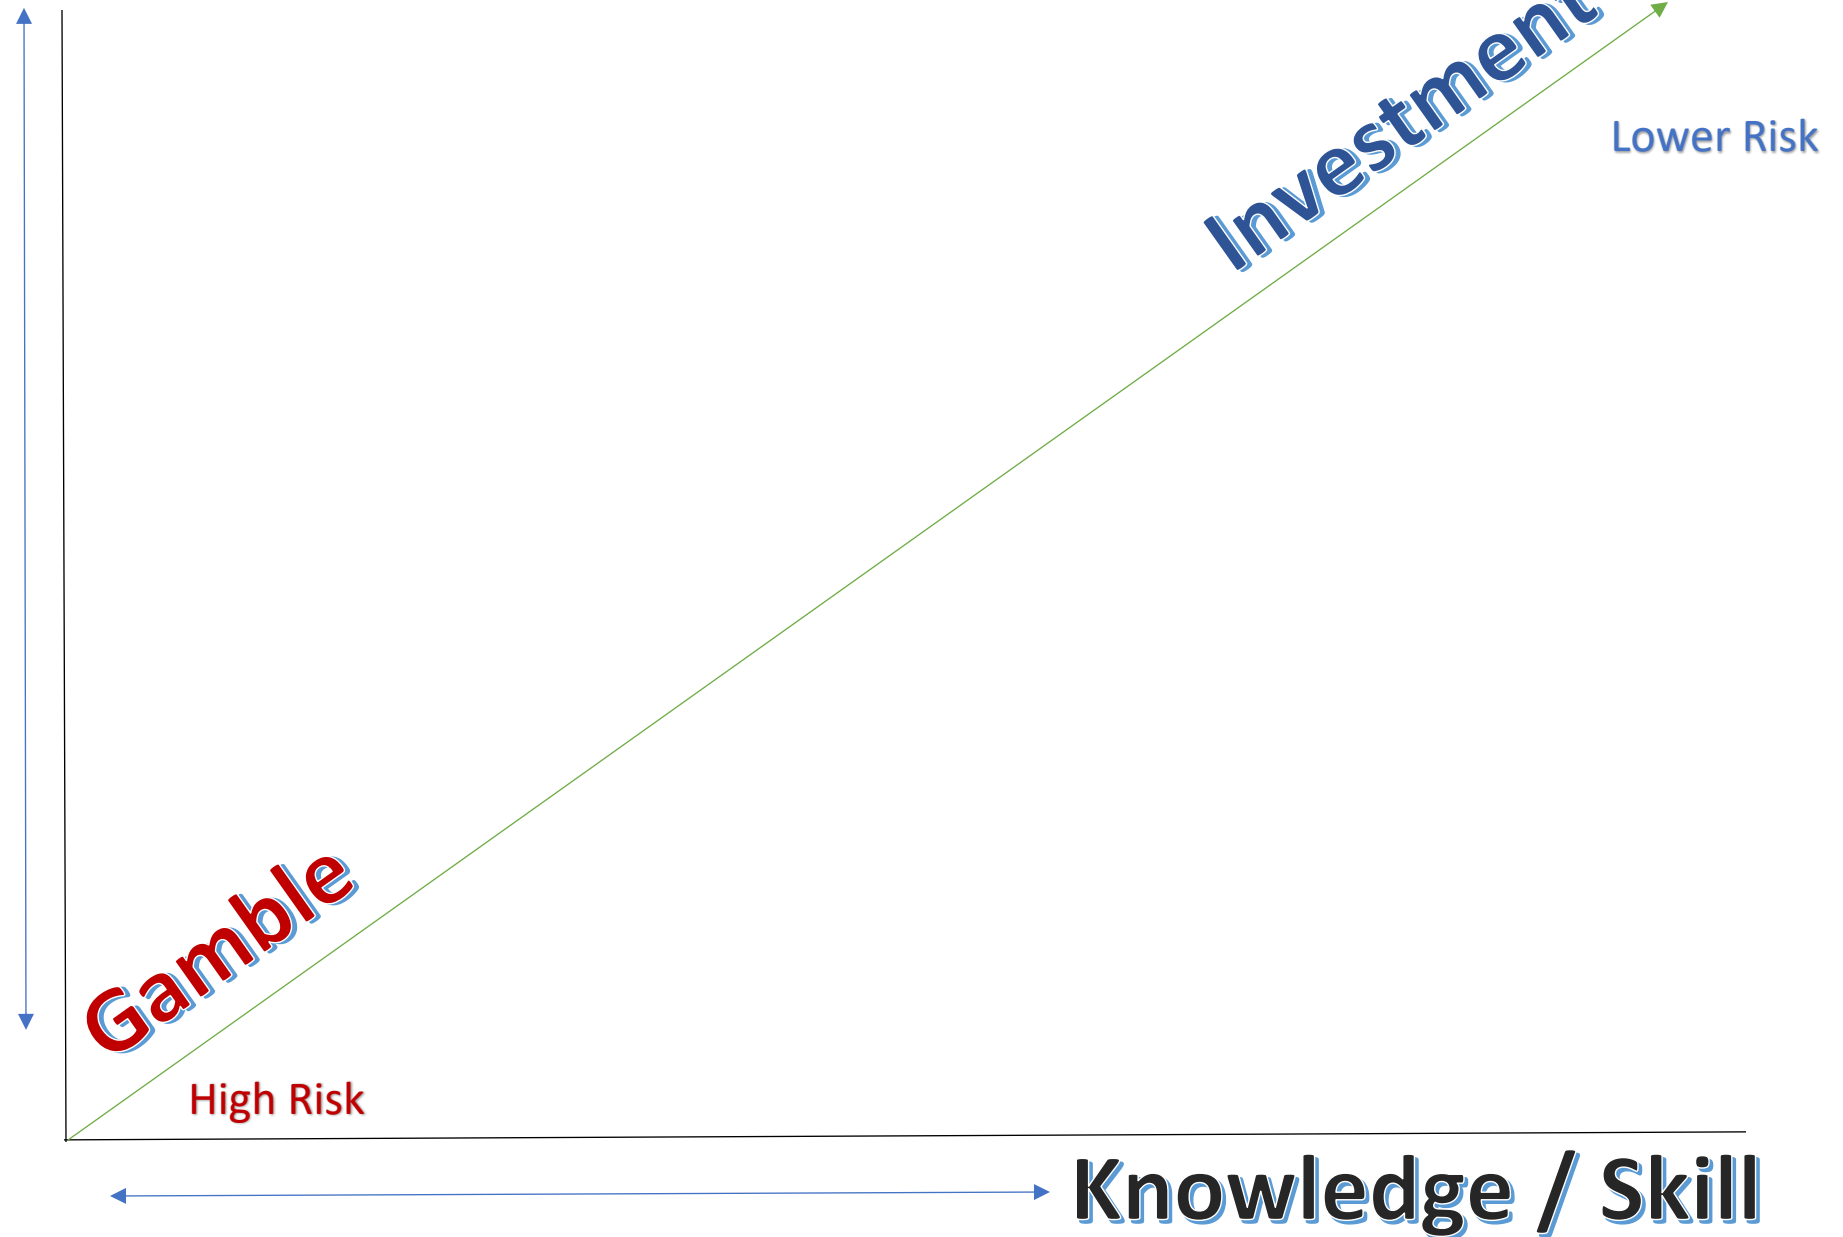 Investment
Lower Risk
Gamble
High Risk
Knowledge / Skill